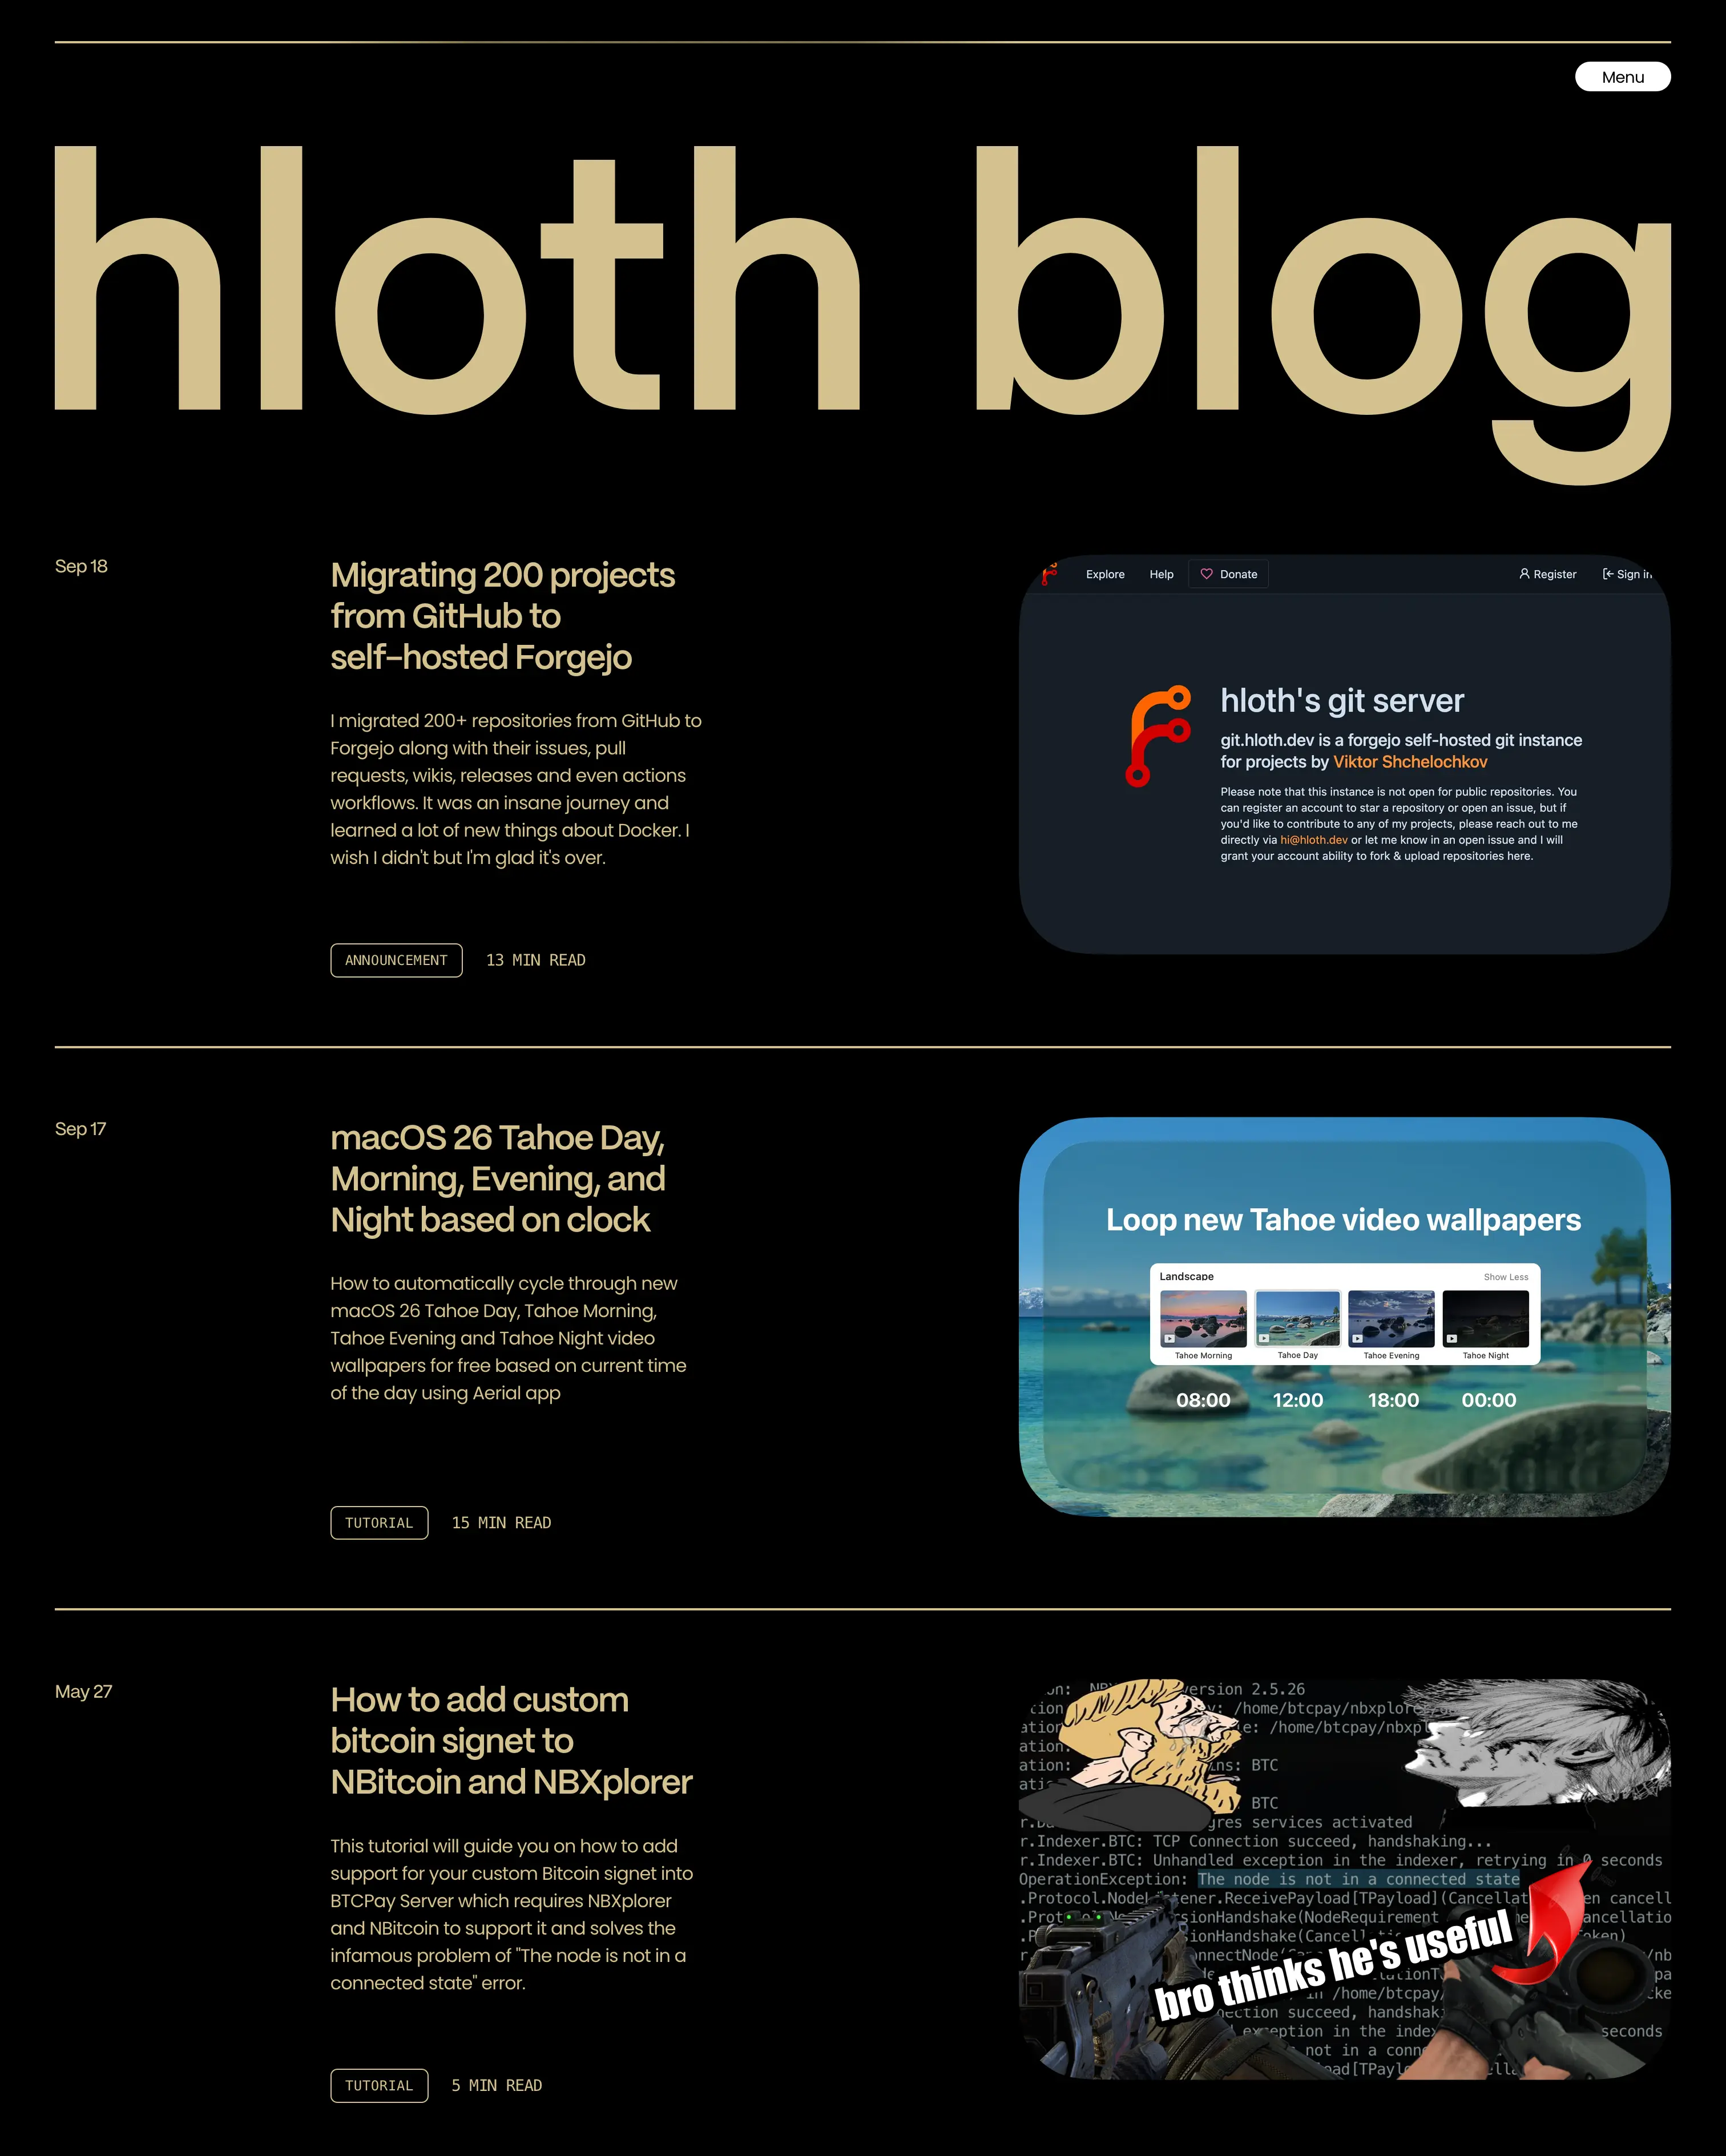 Menu
hloth blog
Sep 18
Migrating 200 projects
from GitHub to
self-hosted Forgejo
I migrated 200+ repositories from GitHub to
Forgejo along with their issues, pull
requests, wikis, releases and even actions
workflows. It was an insane journey and
learned a lot of new things about Docker. I
wish I didn't but I'm glad it's over.
ANNOUNCEMENT 13 MIN READ
Explore Help Donate Register Sign in
hloth's git server
git.hloth.dev is a forgejo self-hosted git instance
for projects by Viktor Shchelochkov
Please note that this instance is not open for public repositories. You
can register an account to star a repository or open an issue, but if
you'd like to contribute to any of my projects, please reach out to me
directly via hi@hloth.dev or let me know in an open issue and I will
grant your account ability to fork & upload repositories here.
Sep 17
macOS 26 Tahoe Day,
Morning, Evening, and
Night based on clock
How to automatically cycle through new
macOS 26 Tahoe Day, Tahoe Morning,
Tahoe Evening and Tahoe Night video
wallpapers for free based on current time
of the day using Aerial app
TUTORIAL 15 MIN READ
Loop new Tahoe video wallpapers
Landscape Show Less
Tahoe Morning Tahoe Day Tahoe Evening Tahoe Night
08:00 12:00 18:00 00:00
May 27
How to add custom
bitcoin signet to
NBitcoin and NBXplorer
This tutorial will guide you on how to add
support for your custom Bitcoin signet into
BTCPay Server which requires NBXplorer
and NBitcoin to support it and solves the
infamous problem of "The node is not in a
connected state" error.
TUTORIAL 5 MIN READ
version 2.5.26
/home/btcpay/nbxplorer
/home/btcpay/nbxpl
BTC
BTC
gres services activated
r.Indexer.BTC: TCP Connection succeed, handshaking...
r.Indexer.BTC: Unhandled exception in the indexer, retrying in 0 seconds
OperationException: The node is not in a connected state
.ReceivePayload[TPayload](Cancellat
sionHandshake(NodeRequirement
sionHandshake(Cancell
bro thinks he's useful
/home/btcpay/
ction succeed, handshak
exception in the index seconds
not in a conne